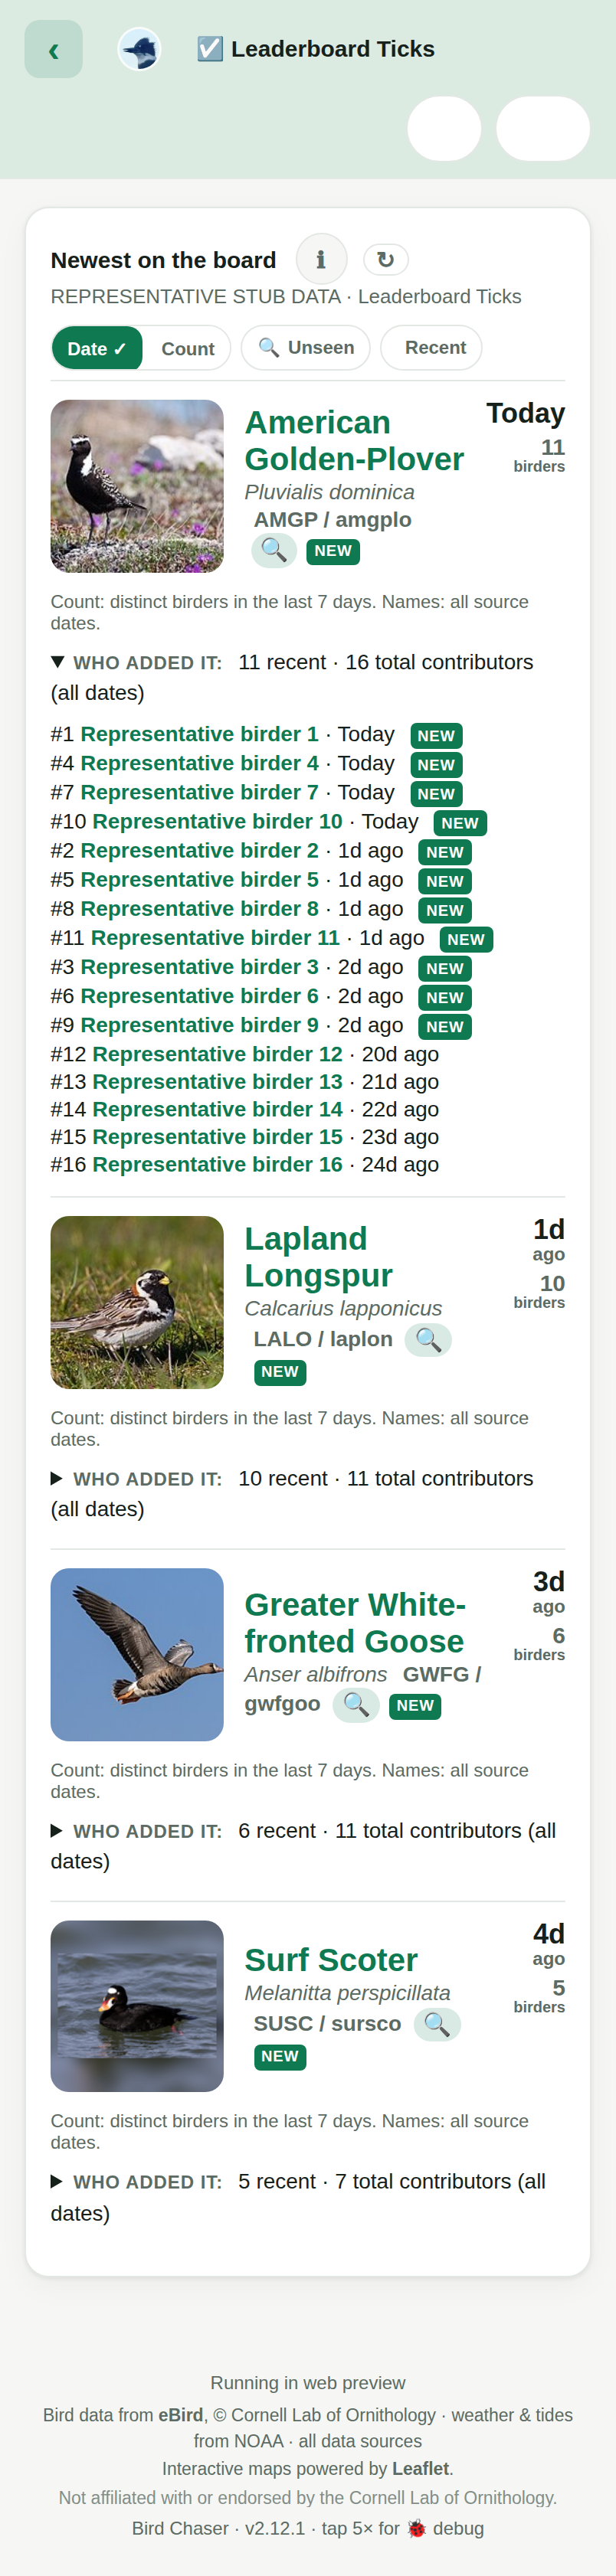 ‹ ☑ Leaderboard Ticks
Newest on the board ℹ ↻
REPRESENTATIVE STUB DATA · Leaderboard Ticks
Date ✓ Count 🔍 Unseen Recent
American
Golden-Plover
Today
11
birders
Pluvialis dominica
AMGP / amgplo
🔍 NEW
Count: distinct birders in the last 7 days. Names: all source
dates.
▼ WHO ADDED IT: 11 recent · 16 total contributors
(all dates)
#1 Representative birder 1 · Today NEW
#4 Representative birder 4 · Today NEW
#7 Representative birder 7 · Today NEW
#10 Representative birder 10 · Today NEW
#2 Representative birder 2 · 1d ago NEW
#5 Representative birder 5 · 1d ago NEW
#8 Representative birder 8 · 1d ago NEW
#11 Representative birder 11 · 1d ago NEW
#3 Representative birder 3 · 2d ago NEW
#6 Representative birder 6 · 2d ago NEW
#9 Representative birder 9 · 2d ago NEW
#12 Representative birder 12 · 20d ago
#13 Representative birder 13 · 21d ago
#14 Representative birder 14 · 22d ago
#15 Representative birder 15 · 23d ago
#16 Representative birder 16 · 24d ago
Lapland
Longspur
1d
ago
10
birders
Calcarius lapponicus
LALO / laplon 🔍
NEW
Count: distinct birders in the last 7 days. Names: all source
dates.
▶ WHO ADDED IT: 10 recent · 11 total contributors
(all dates)
Greater White-
fronted Goose
3d
ago
6
birders
Anser albifrons GWFG /
gwfgoo 🔍 NEW
Count: distinct birders in the last 7 days. Names: all source
dates.
▶ WHO ADDED IT: 6 recent · 11 total contributors (all
dates)
Surf Scoter
4d
ago
5
birders
Melanitta perspicillata
SUSC / sursco 🔍
NEW
Count: distinct birders in the last 7 days. Names: all source
dates.
▶ WHO ADDED IT: 5 recent · 7 total contributors (all
dates)
Running in web preview
Bird data from eBird, © Cornell Lab of Ornithology · weather & tides
from NOAA · all data sources
Interactive maps powered by Leaflet.
Not affiliated with or endorsed by the Cornell Lab of Ornithology.
Bird Chaser · v2.12.1 · tap 5× for 🐞 debug